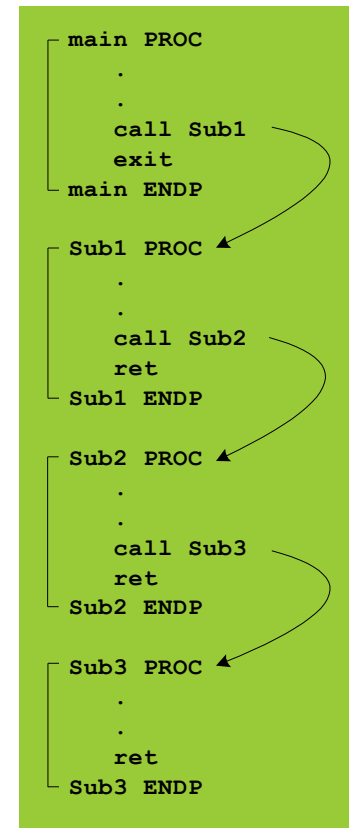 main PROC
.
.
call Sub1
exit
main ENDP
Sub1 PROC
.
.
call Sub2
ret
Sub1 ENDP
Sub2 PROC
.
.
call Sub3
ret
Sub2 ENDP
Sub3 PROC
.
.
ret
Sub3 ENDP